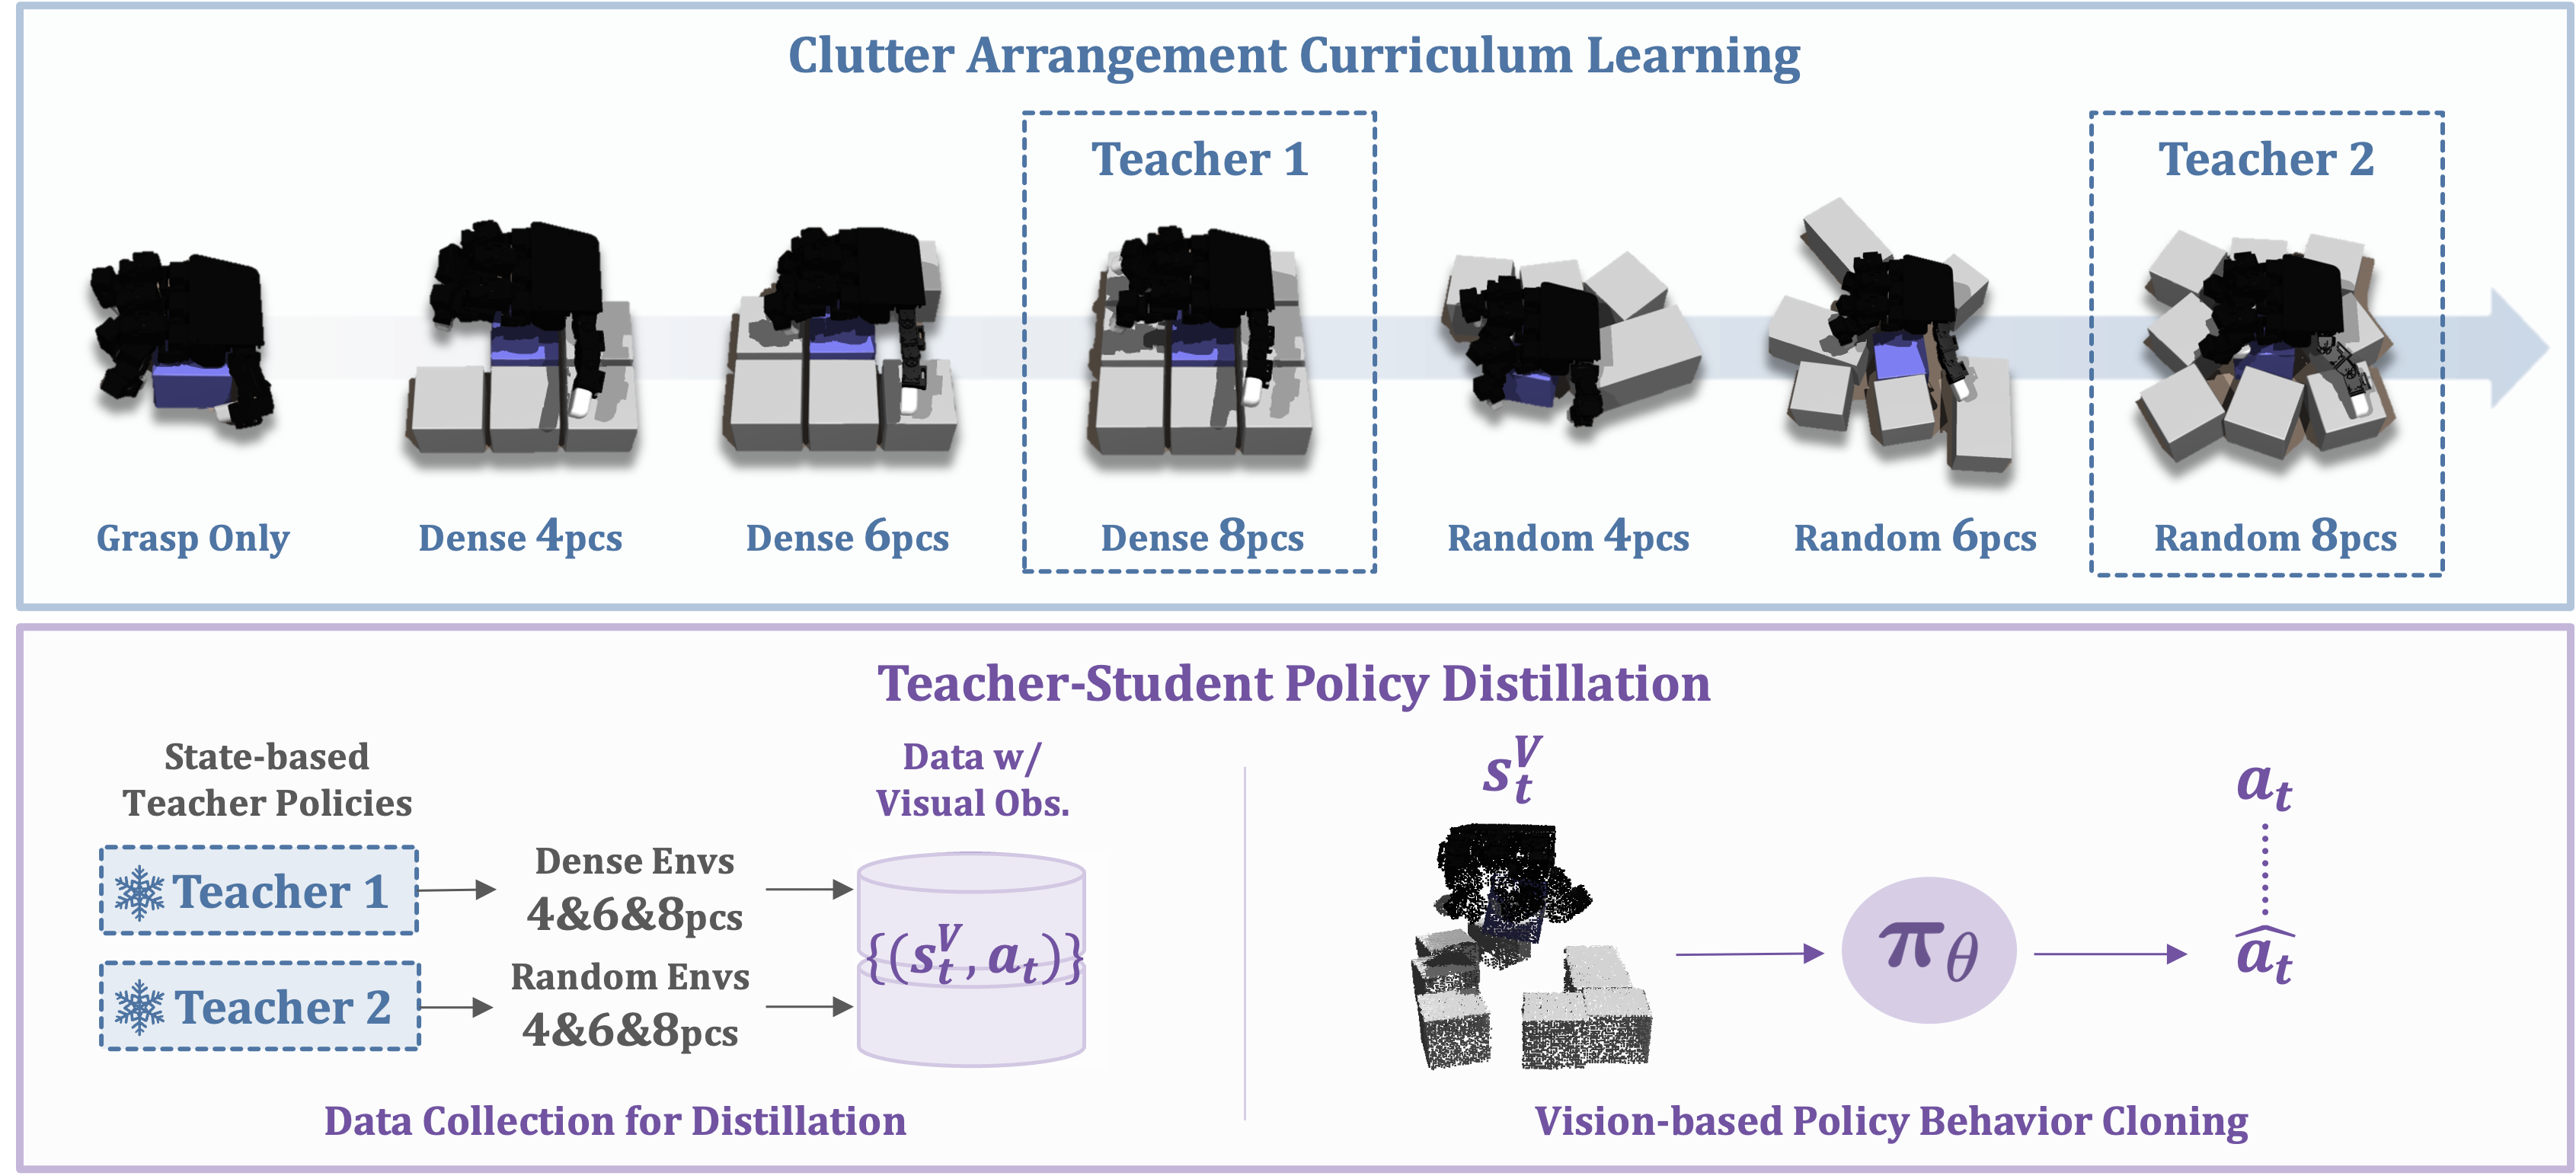 Clutter Arrangement Curriculum Learning
Teacher 1
Teacher 2
Grasp Only
Dense 4pcs
Dense 6pcs
Dense 8pcs
Random 4pcs
Random 6pcs
Random 8pcs
Teacher-Student Policy Distillation
State-based
Teacher Policies
Teacher 1
Teacher 2
Dense Envs
4&6&8pcs
Random Envs
4&6&8pcs
Data w/
Visual Obs.
{(s_t^V, a_t)}
Data Collection for Distillation
s_t^V
π_θ
a_t
\hat{a_t}
Vision-based Policy Behavior Cloning